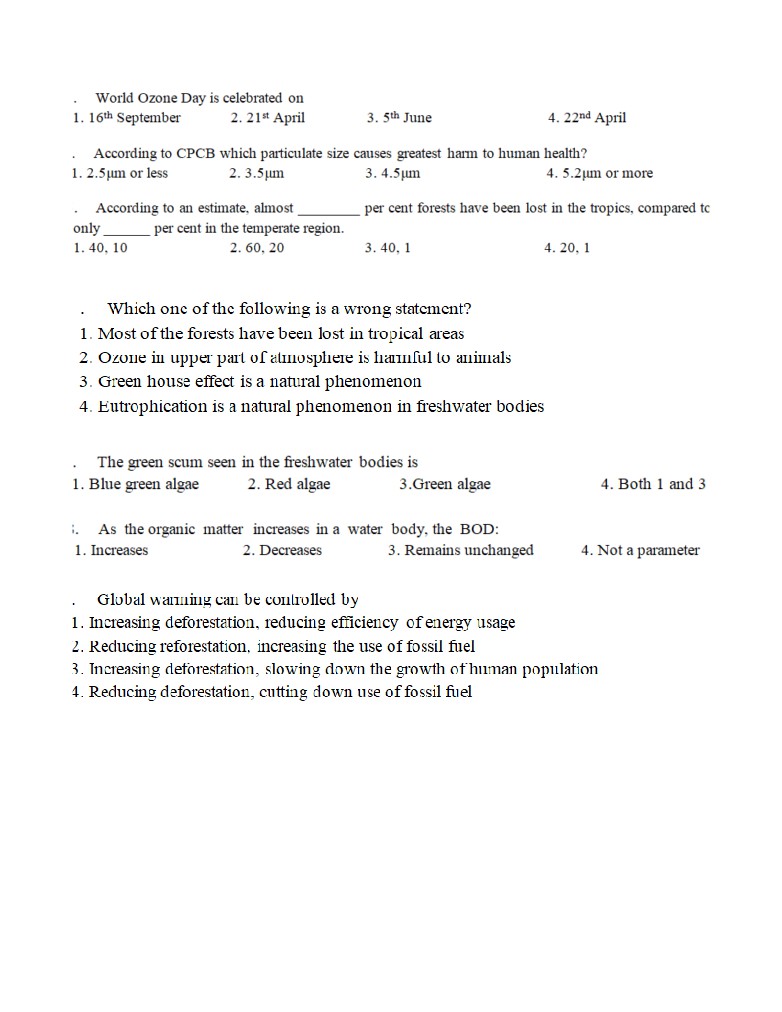 . World Ozone Day is celebrated on
1. 16th September 2. 21st April 3. 5th June 4. 22nd April
. According to CPCB which particulate size causes greatest harm to human health?
1. 2.5μm or less 2. 3.5μm 3. 4.5μm 4. 5.2μm or more
. According to an estimate, almost ________ per cent forests have been lost in the tropics, compared to
only ______ per cent in the temperate region.
1. 40, 10 2. 60, 20 3. 40, 1 4. 20, 1
. Which one of the following is a wrong statement?
1. Most of the forests have been lost in tropical areas
2. Ozone in upper part of atmosphere is harmful to animals
3. Green house effect is a natural phenomenon
4. Eutrophication is a natural phenomenon in freshwater bodies
. The green scum seen in the freshwater bodies is
1. Blue green algae 2. Red algae 3.Green algae 4. Both 1 and 3
. As the organic matter increases in a water body, the BOD:
1. Increases 2. Decreases 3. Remains unchanged 4. Not a parameter
. Global warming can be controlled by
1. Increasing deforestation, reducing efficiency of energy usage
2. Reducing reforestation, increasing the use of fossil fuel
3. Increasing deforestation, slowing down the growth of human population
4. Reducing deforestation, cutting down use of fossil fuel